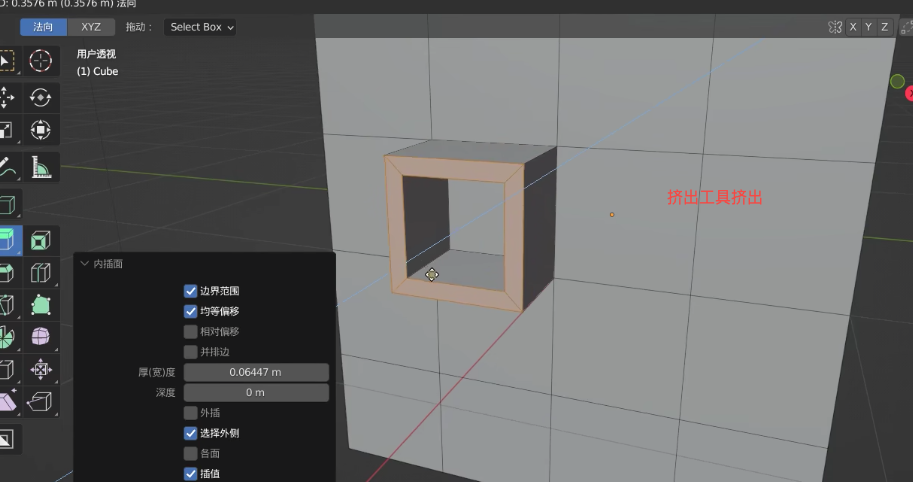 D: 0.3576 m (0.3576 m) 法向
法向 XYZ 拖动： Select Box X Y Z
用户透视
(1) Cube
挤出工具挤出
内插面
边界范围
均等偏移
相对偏移
并排边
厚(宽)度 0.06447 m
深度 0 m
外插
选择外侧
各面
插值